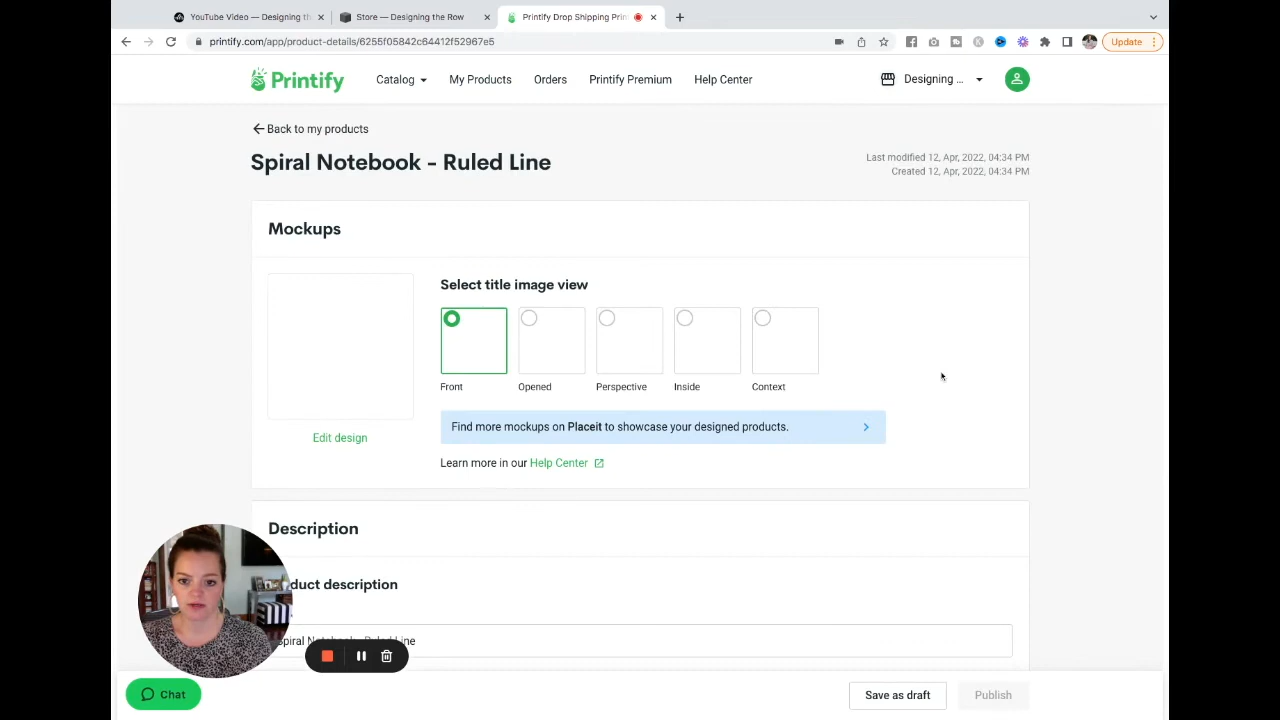 YouTube Video — Designing th
Store — Designing the Row
Printify Drop Shipping Prin
printify.com/app/product-details/6255f05842c64412f52967e5
Update
Printify
Catalog
My Products
Orders
Printify Premium
Help Center
Designing ...
Back to my products
Spiral Notebook - Ruled Line
Last modified 12, Apr, 2022, 04:34 PM
Created 12, Apr, 2022, 04:34 PM
Mockups
Select title image view
Front
Opened
Perspective
Inside
Context
Edit design
Find more mockups on Placeit to showcase your designed products.
Learn more in our Help Center
Description
duct description
Spiral Notebook - Ruled Line
Chat
Save as draft
Publish